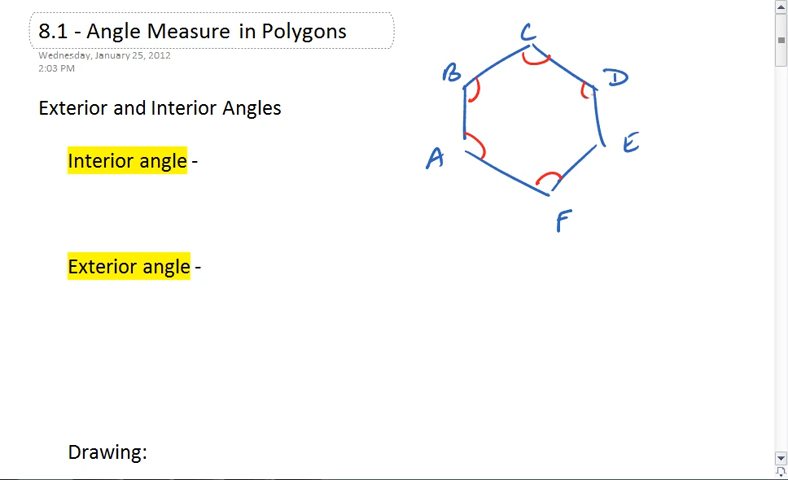 8.1 - Angle Measure in Polygons
Wednesday, January 25, 2012
2:03 PM
Exterior and Interior Angles
Interior angle -
Exterior angle -
Drawing:
C
B
D
A
E
F